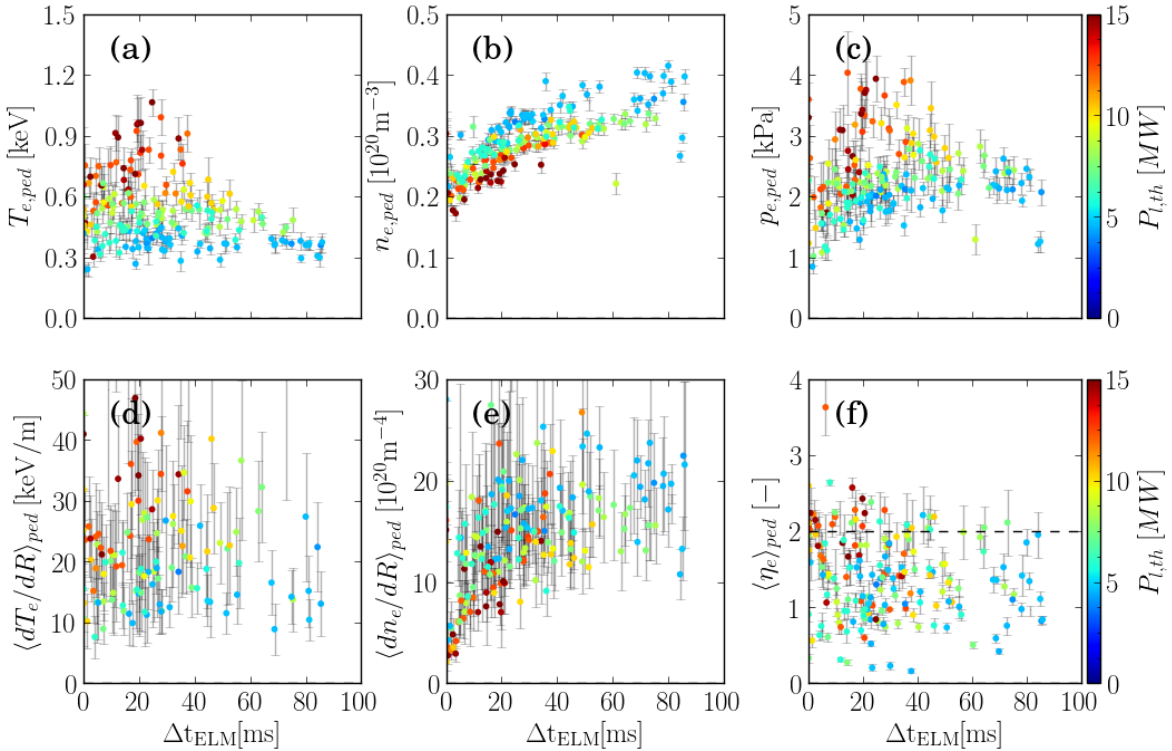 (a)
1.5
1.2
0.9
0.6
0.3
0.0
T_{e,ped} [keV]
(b)
0.5
0.4
0.3
0.2
0.1
0.0
n_{e,ped} [10^{20}m^{-3}]
(c)
5
4
3
2
1
0
p_{e,ped} [kPa]
15
10
5
0
P_{l,th} [MW]
(d)
50
40
30
20
10
0
⟨dT_e/dR⟩_{ped} [keV/m]
0 20 40 60 80 100
Δt_{ELM}[ms]
(e)
30
20
10
0
⟨dn_e/dR⟩_{ped} [10^{20}m^{-4}]
0 20 40 60 80 100
Δt_{ELM}[ms]
(f)
4
3
2
1
0
⟨η_e⟩_{ped} [−]
0 20 40 60 80 100
Δt_{ELM}[ms]
15
10
5
0
P_{l,th} [MW]